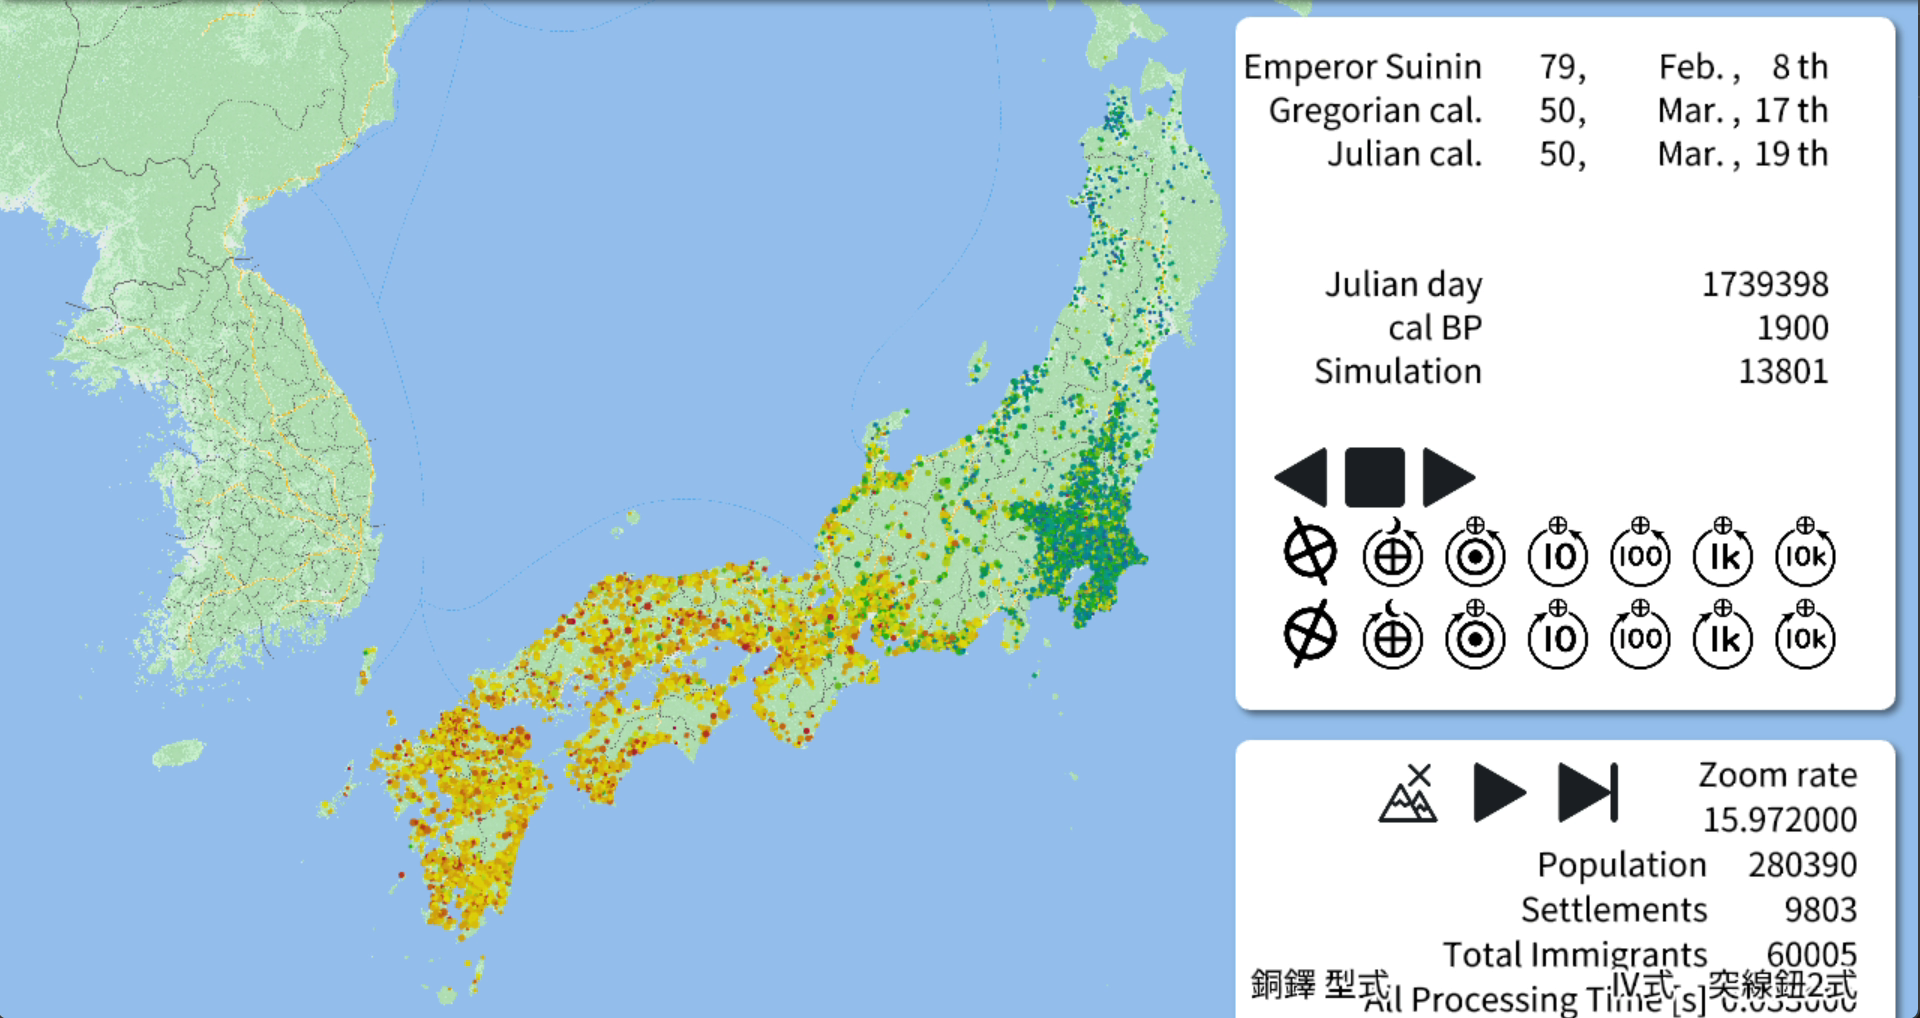 Emperor Suinin 79, Feb. , 8 th
Gregorian cal. 50, Mar. , 17 th
Julian cal. 50, Mar. , 19 th
Julian day 1739398
cal BP 1900
Simulation 13801
10 100 1k 10k
10 100 1k 10k
Zoom rate
15.972000
Population 280390
Settlements 9803
Total Immigrants 60005
銅鐸 型式 Ⅳ式 突線鈕2式
All Processing Time [s]